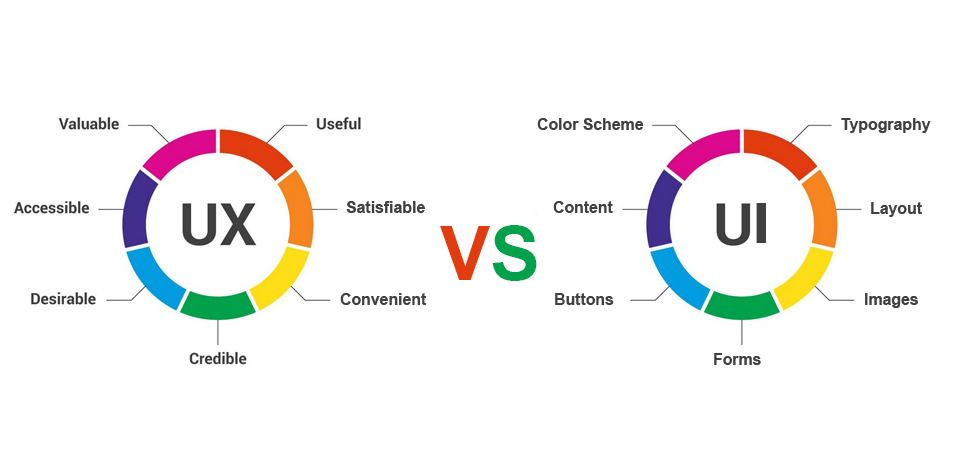 Valuable
Useful
Accessible
UX
Satisfiable
Desirable
Convenient
Credible
VS
Color Scheme
Typography
Content
UI
Layout
Buttons
Images
Forms